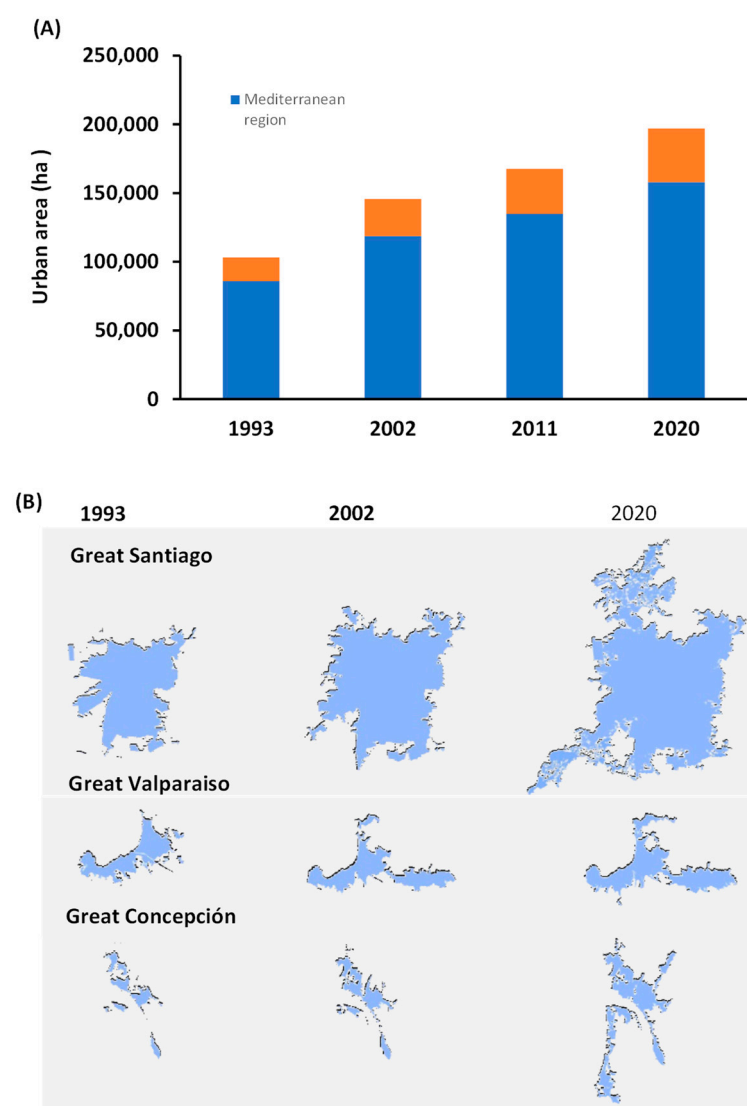 (A)
250,000
200,000
150,000
100,000
50,000
0
Urban area (ha )
Mediterranean
region
1993 2002 2011 2020
(B)
1993 2002 2020
Great Santiago
Great Valparaiso
Great Concepción